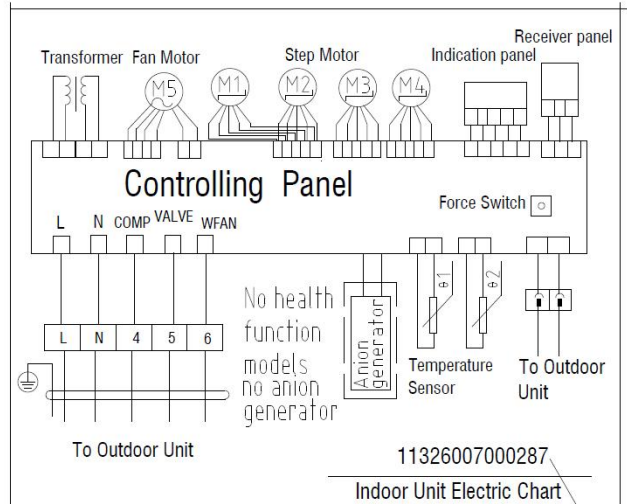 Receiver panel
Transformer Fan Motor Step Motor Indication panel
M5 M1 M2 M3 M4
Controlling Panel
Force Switch
L N COMP VALVE WFAN
θ1 θ2
L N 4 5 6
No health
function
models
no anion
generator
Anion
generator
Temperature
Sensor
To Outdoor
Unit
To Outdoor Unit
11326007000287
Indoor Unit Electric Chart